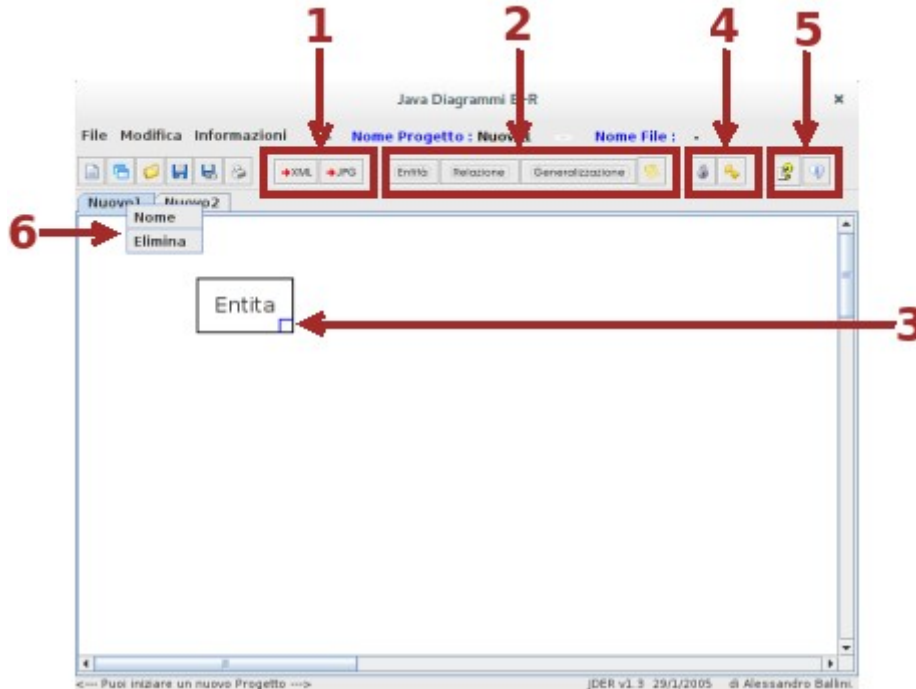 1 2 4 5
Java Diagrammi E-R
File Modifica Informazioni Nome Progetto : Nuovo1 Nome File : -
XML JPG Entità Relazione Generalizzazione
Nuovo1 Nuovo2
Nome
6
Elimina
Entita
3
<--- Puoi iniziare un nuovo Progetto ---> JDER v1.3 29/1/2005 di Alessandro Ballini.